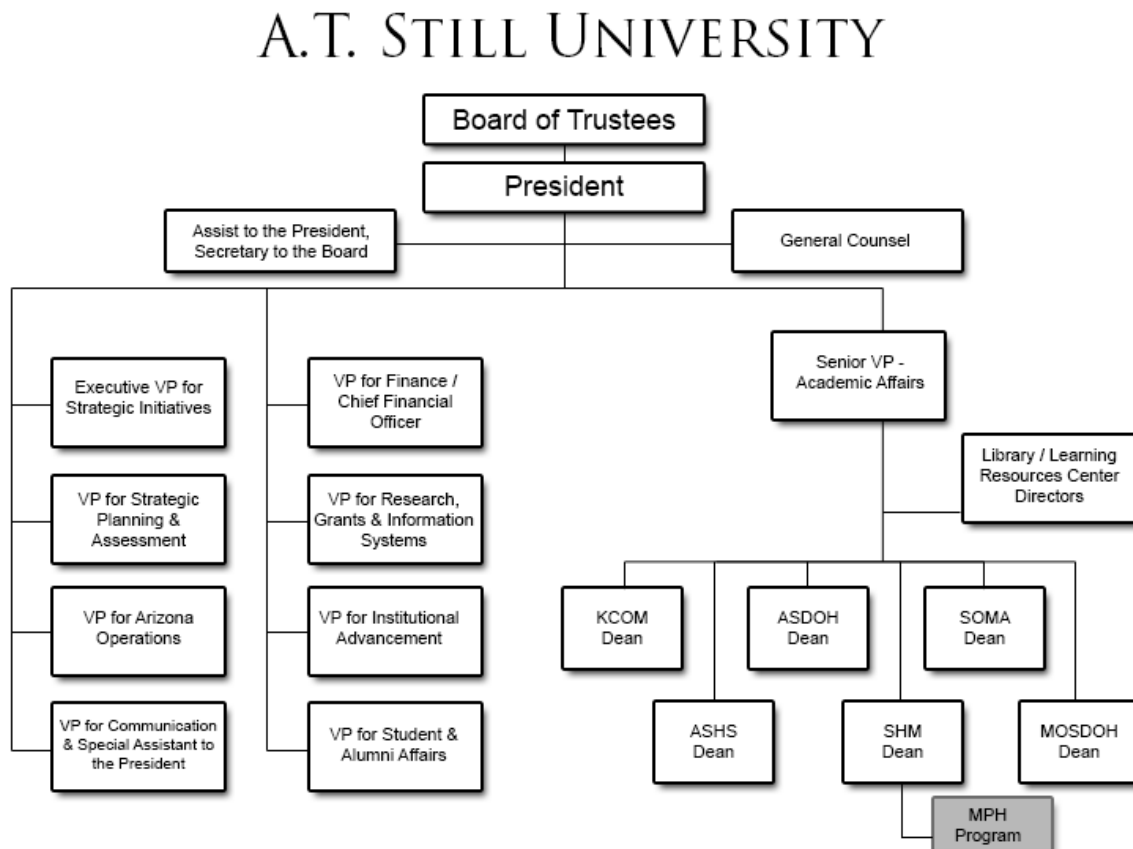 A.T. STILL UNIVERSITY
Board of Trustees
President
Assist to the President,
Secretary to the Board
General Counsel
Executive VP for
Strategic Initiatives
VP for Finance /
Chief Financial
Officer
Senior VP -
Academic Affairs
Library / Learning
Resources Center
Directors
VP for Strategic
Planning &
Assessment
VP for Research,
Grants & Information
Systems
VP for Arizona
Operations
VP for Institutional
Advancement
KCOM
Dean
ASDOH
Dean
SOMA
Dean
VP for Communication
& Special Assistant to
the President
VP for Student &
Alumni Affairs
ASHS
Dean
SHM
Dean
MOSDOH
Dean
MPH
Program